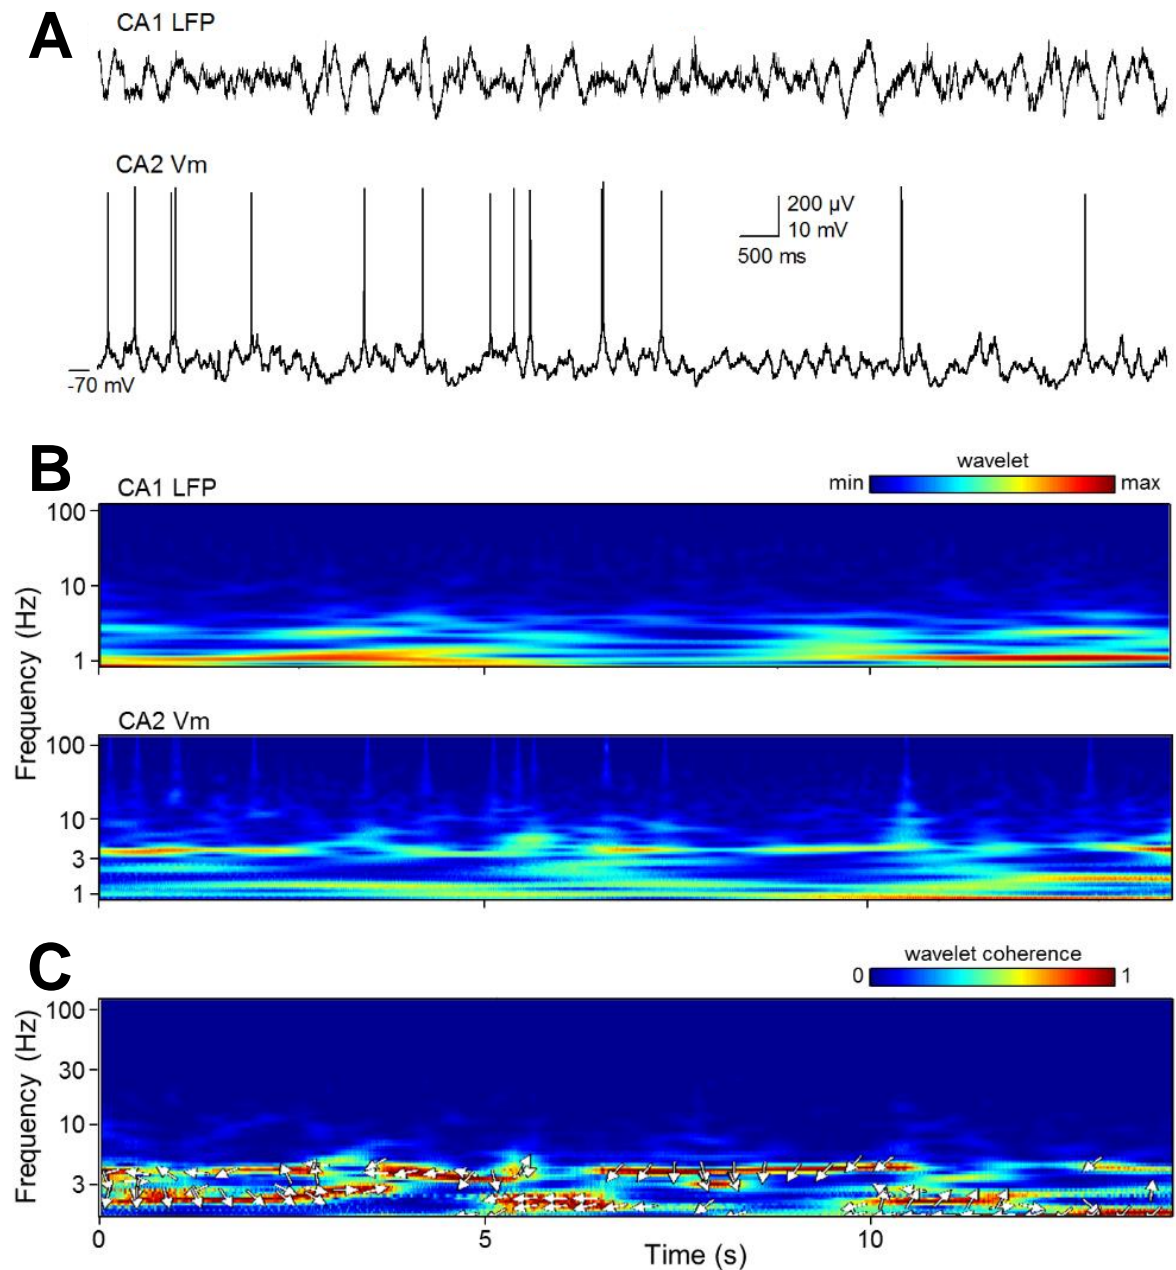 A
CA1 LFP
CA2 Vm
200 µV
10 mV
500 ms
-70 mV
B
wavelet
min max
CA1 LFP
100
10
1
CA2 Vm
100
10
3
1
Frequency (Hz)
C
wavelet coherence
0 1
100
30
10
3
Frequency (Hz)
0 5 10
Time (s)